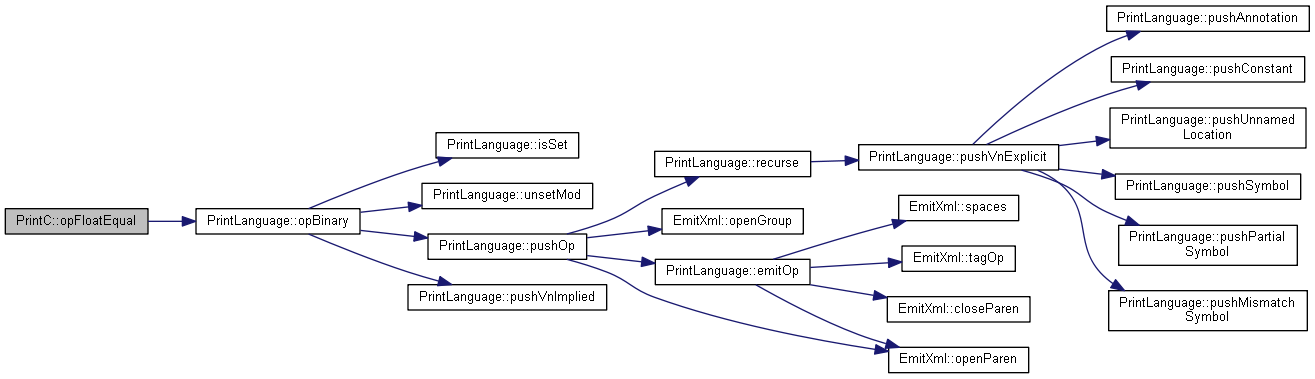 PrintC::opFloatEqual
PrintLanguage::opBinary
PrintLanguage::isSet
PrintLanguage::unsetMod
PrintLanguage::pushOp
PrintLanguage::pushVnImplied
PrintLanguage::recurse
EmitXml::openGroup
PrintLanguage::emitOp
PrintLanguage::pushVnExplicit
EmitXml::spaces
EmitXml::tagOp
EmitXml::closeParen
EmitXml::openParen
PrintLanguage::pushAnnotation
PrintLanguage::pushConstant
PrintLanguage::pushUnnamed
Location
PrintLanguage::pushSymbol
PrintLanguage::pushPartial
Symbol
PrintLanguage::pushMismatch
Symbol